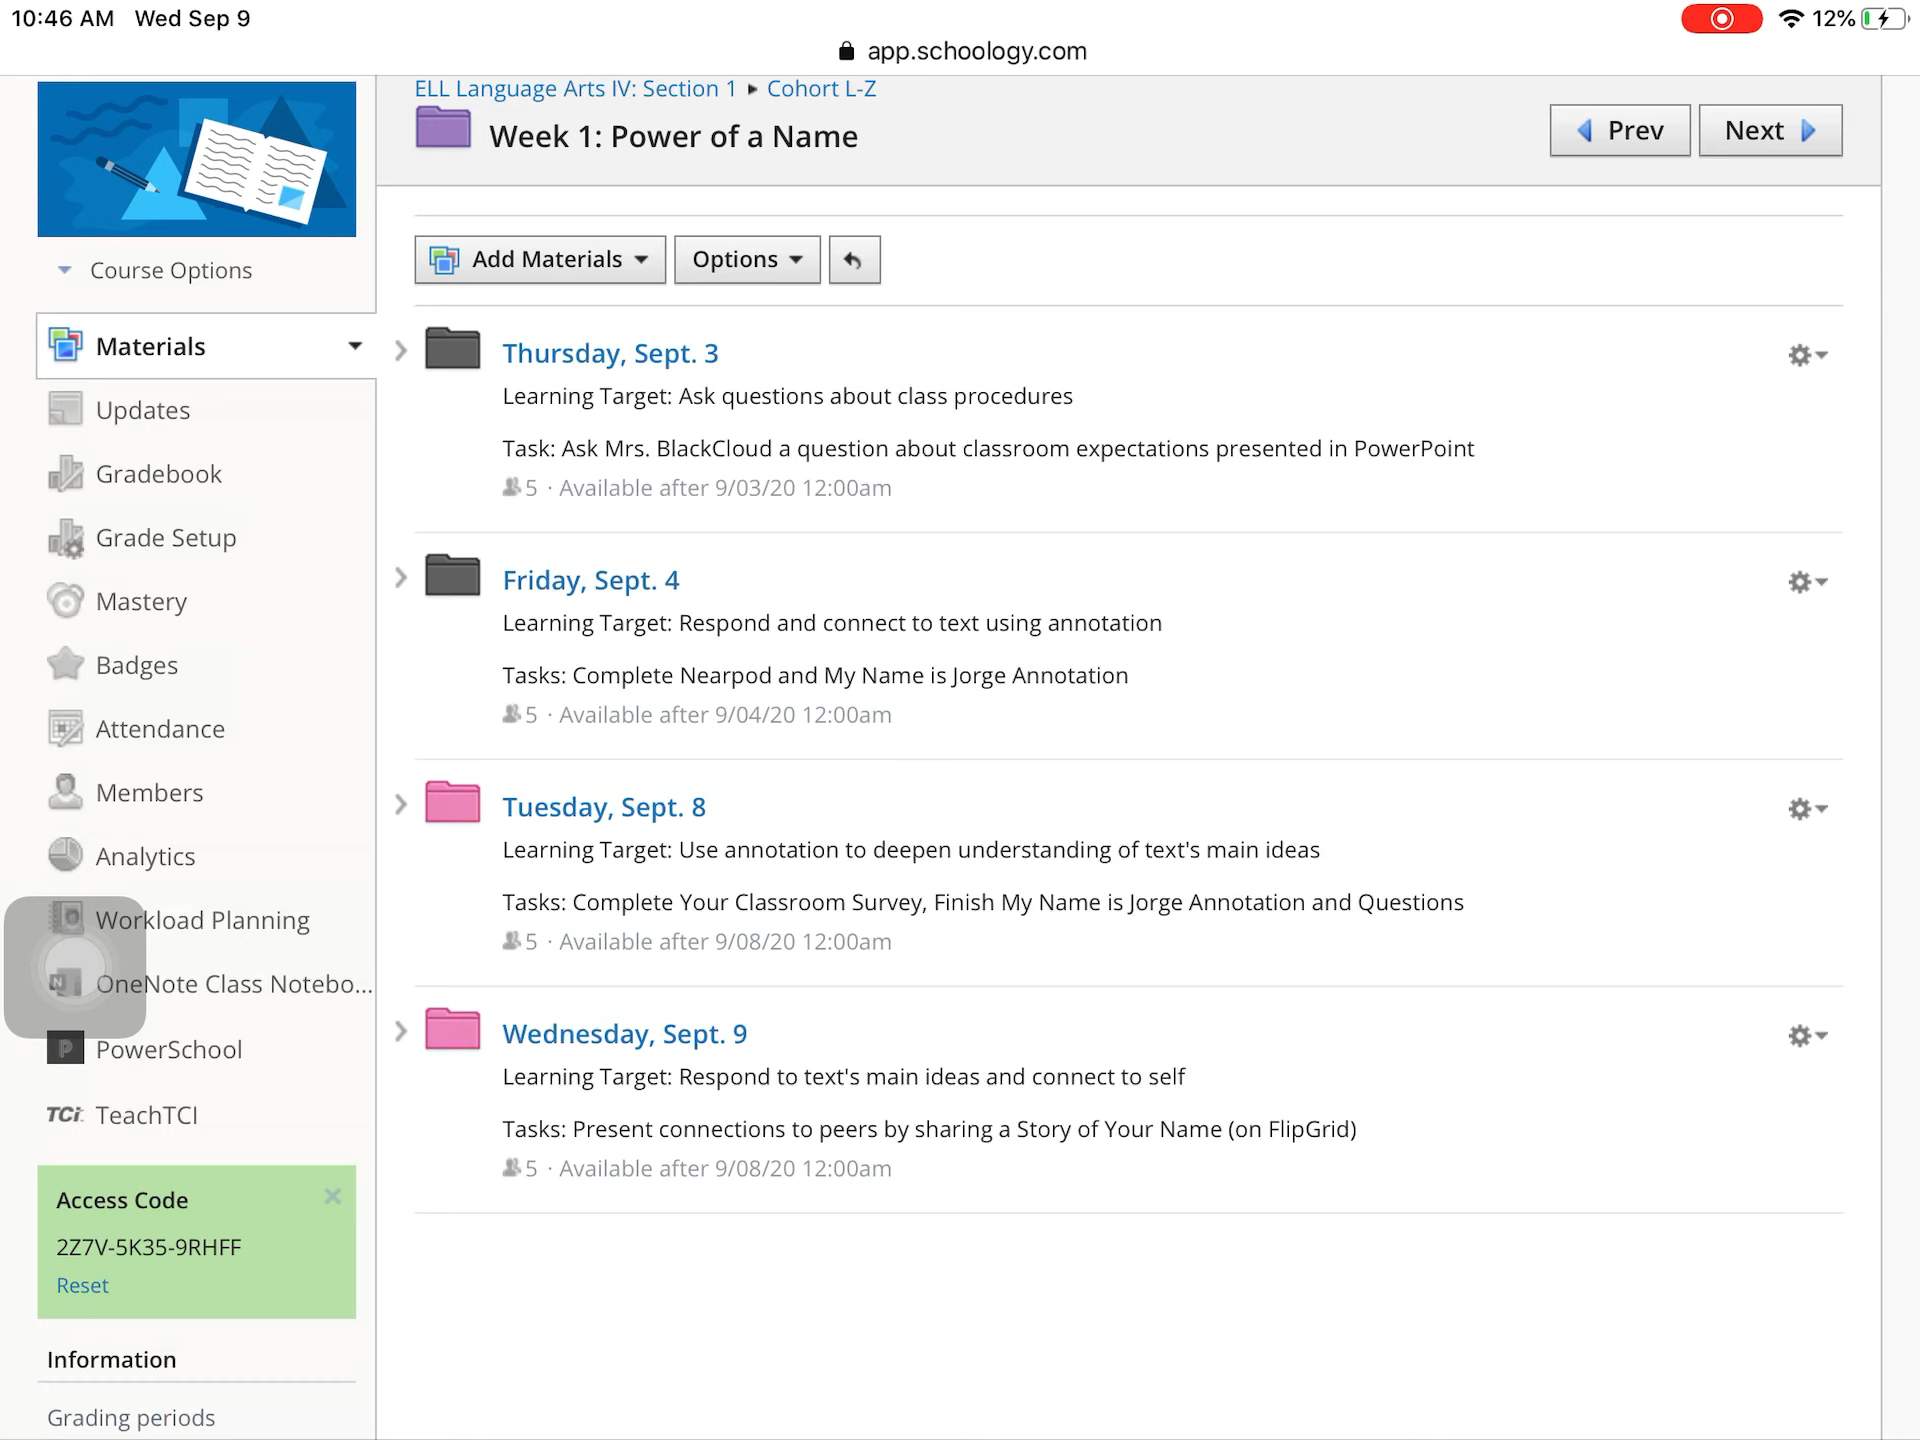 10:46 AM Wed Sep 9
12%
app.schoology.com
ELL Language Arts IV: Section 1 ▸ Cohort L-Z
Week 1: Power of a Name
Prev
Next
Course Options
Add Materials
Options
Materials
Updates
Gradebook
Grade Setup
Mastery
Badges
Attendance
Members
Analytics
Workload Planning
OneNote Class Notebo...
PowerSchool
TCi TeachTCI
Access Code
2Z7V-5K35-9RHFF
Reset
Information
Grading periods
Thursday, Sept. 3
Learning Target: Ask questions about class procedures
Task: Ask Mrs. BlackCloud a question about classroom expectations presented in PowerPoint
5 · Available after 9/03/20 12:00am
Friday, Sept. 4
Learning Target: Respond and connect to text using annotation
Tasks: Complete Nearpod and My Name is Jorge Annotation
5 · Available after 9/04/20 12:00am
Tuesday, Sept. 8
Learning Target: Use annotation to deepen understanding of text's main ideas
Tasks: Complete Your Classroom Survey, Finish My Name is Jorge Annotation and Questions
5 · Available after 9/08/20 12:00am
Wednesday, Sept. 9
Learning Target: Respond to text's main ideas and connect to self
Tasks: Present connections to peers by sharing a Story of Your Name (on FlipGrid)
5 · Available after 9/08/20 12:00am